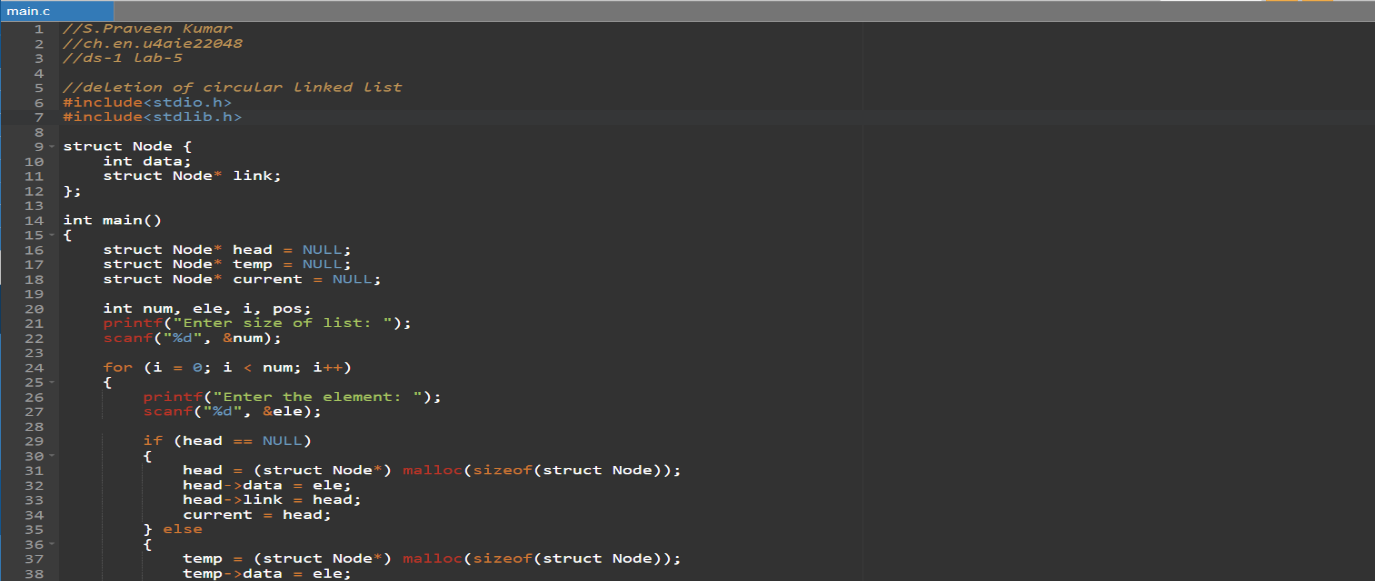 main.c
1 //S.Praveen Kumar
2 //ch.en.u4aie22048
3 //ds-1 Lab-5
4
5 //deletion of circular Linked List
6 #include<stdio.h>
7 #include<stdlib.h>
8
9 struct Node {
10     int data;
11     struct Node* link;
12 };
13
14 int main()
15 {
16     struct Node* head = NULL;
17     struct Node* temp = NULL;
18     struct Node* current = NULL;
19
20     int num, ele, i, pos;
21     printf("Enter size of list: ");
22     scanf("%d", &num);
23
24     for (i = 0; i < num; i++)
25     {
26         printf("Enter the element: ");
27         scanf("%d", &ele);
28
29         if (head == NULL)
30         {
31             head = (struct Node*) malloc(sizeof(struct Node));
32             head->data = ele;
33             head->link = head;
34             current = head;
35         } else
36         {
37             temp = (struct Node*) malloc(sizeof(struct Node));
38             temp->data = ele;